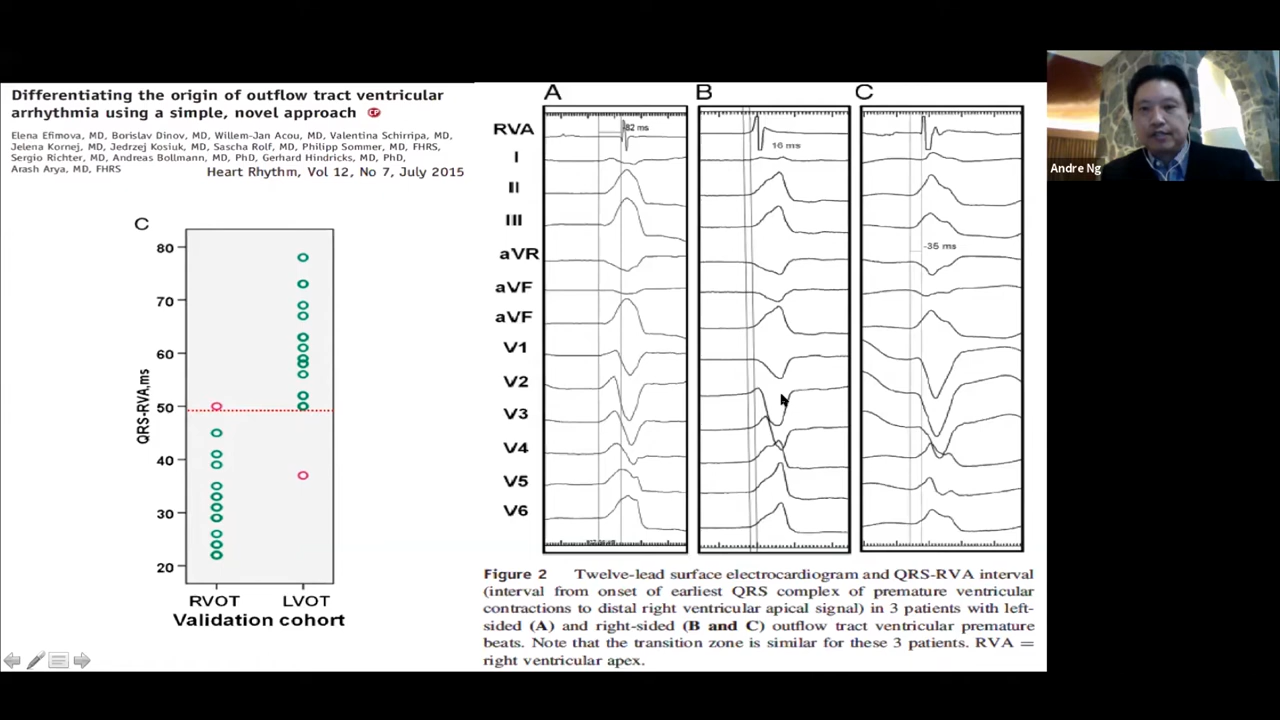 Differentiating the origin of outflow tract ventricular
arrhythmia using a simple, novel approach CP
Elena Efimova, MD, Borislav Dinov, MD, Willem-Jan Acou, MD, Valentina Schirripa, MD,
Jelena Kornej, MD, Jedrzej Kosiuk, MD, Sascha Rolf, MD, Philipp Sommer, MD, FHRS,
Sergio Richter, MD, Andreas Bollmann, MD, PhD, Gerhard Hindricks, MD, PhD,
Arash Arya, MD, FHRS
Heart Rhythm, Vol 12, No 7, July 2015
C
80
70
60
50
40
30
20
QRS-RVA,ms
RVOT LVOT
Validation cohort
A B C
RVA
I
II
III
aVR
aVF
aVF
V1
V2
V3
V4
V5
V6
-82 ms
16 ms
-35 ms
Figure 2 Twelve-lead surface electrocardiogram and QRS-RVA interval
(interval from onset of earliest QRS complex of premature ventricular
contractions to distal right ventricular apical signal) in 3 patients with left-
sided (A) and right-sided (B and C) outflow tract ventricular premature
beats. Note that the transition zone is similar for these 3 patients. RVA =
right ventricular apex.
Andre Ng